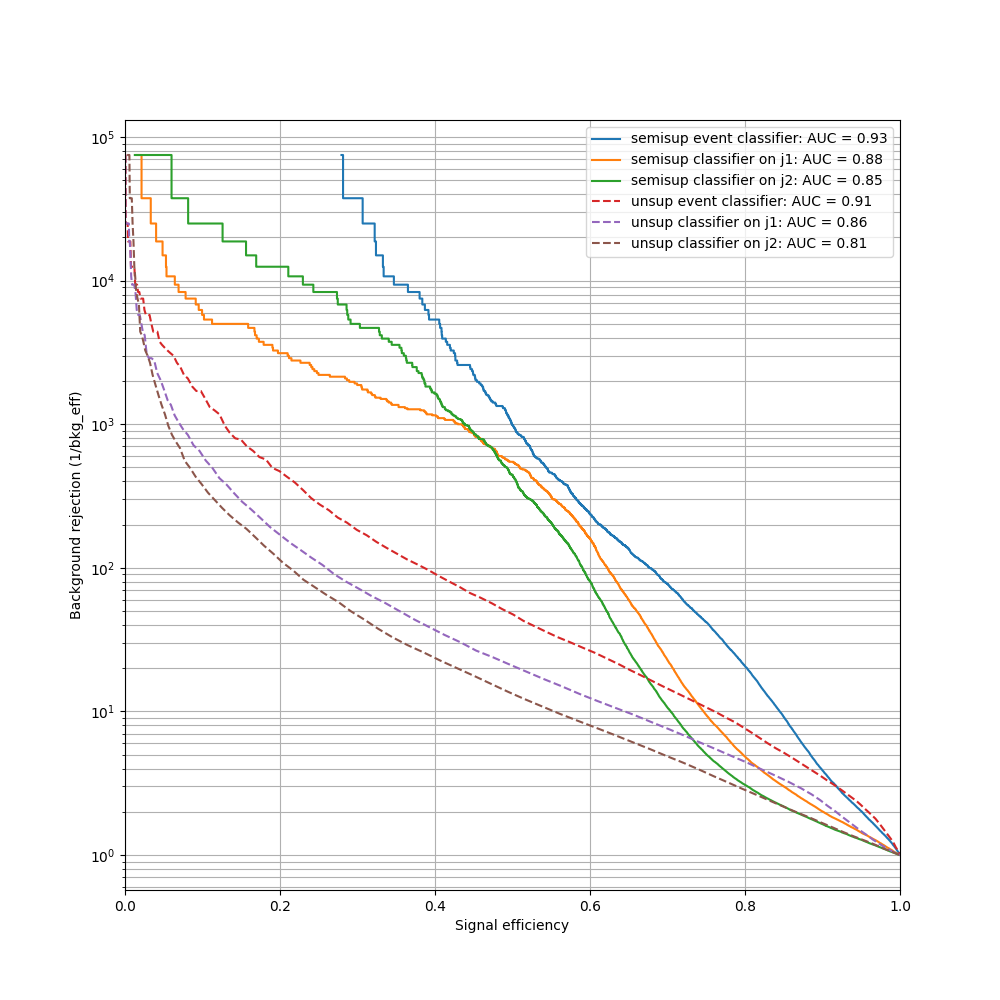 semisup event classifier: AUC = 0.93
semisup classifier on j1: AUC = 0.88
semisup classifier on j2: AUC = 0.85
unsup event classifier: AUC = 0.91
unsup classifier on j1: AUC = 0.86
unsup classifier on j2: AUC = 0.81
Background rejection (1/bkg_eff)
10⁵
10⁴
10³
10²
10¹
10⁰
0.0 0.2 0.4 0.6 0.8 1.0
Signal efficiency